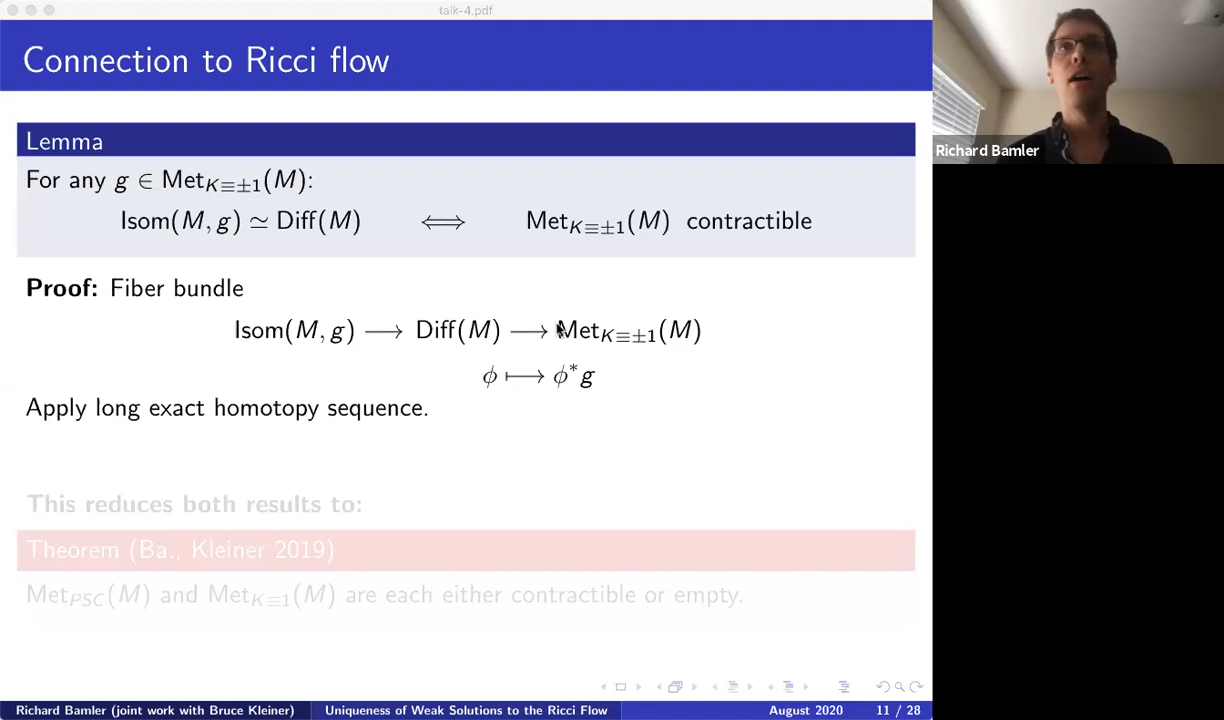 talk-4.pdf
Connection to Ricci flow
Richard Bamler
Lemma
For any g ∈ Met_{K≡±1}(M):
Isom(M, g) ≃ Diff(M) ⟺ Met_{K≡±1}(M) contractible
Proof: Fiber bundle
Isom(M, g) ⟶ Diff(M) ⟶ Met_{K≡±1}(M)
ϕ ⟼ ϕ*g
Apply long exact homotopy sequence.
This reduces both results to:
Theorem (Ba., Kleiner 2019)
Met_{PSC}(M) and Met_{K≡1}(M) are each either contractible or empty.
Richard Bamler (joint work with Bruce Kleiner) Uniqueness of Weak Solutions to the Ricci Flow August 2020 11 / 28